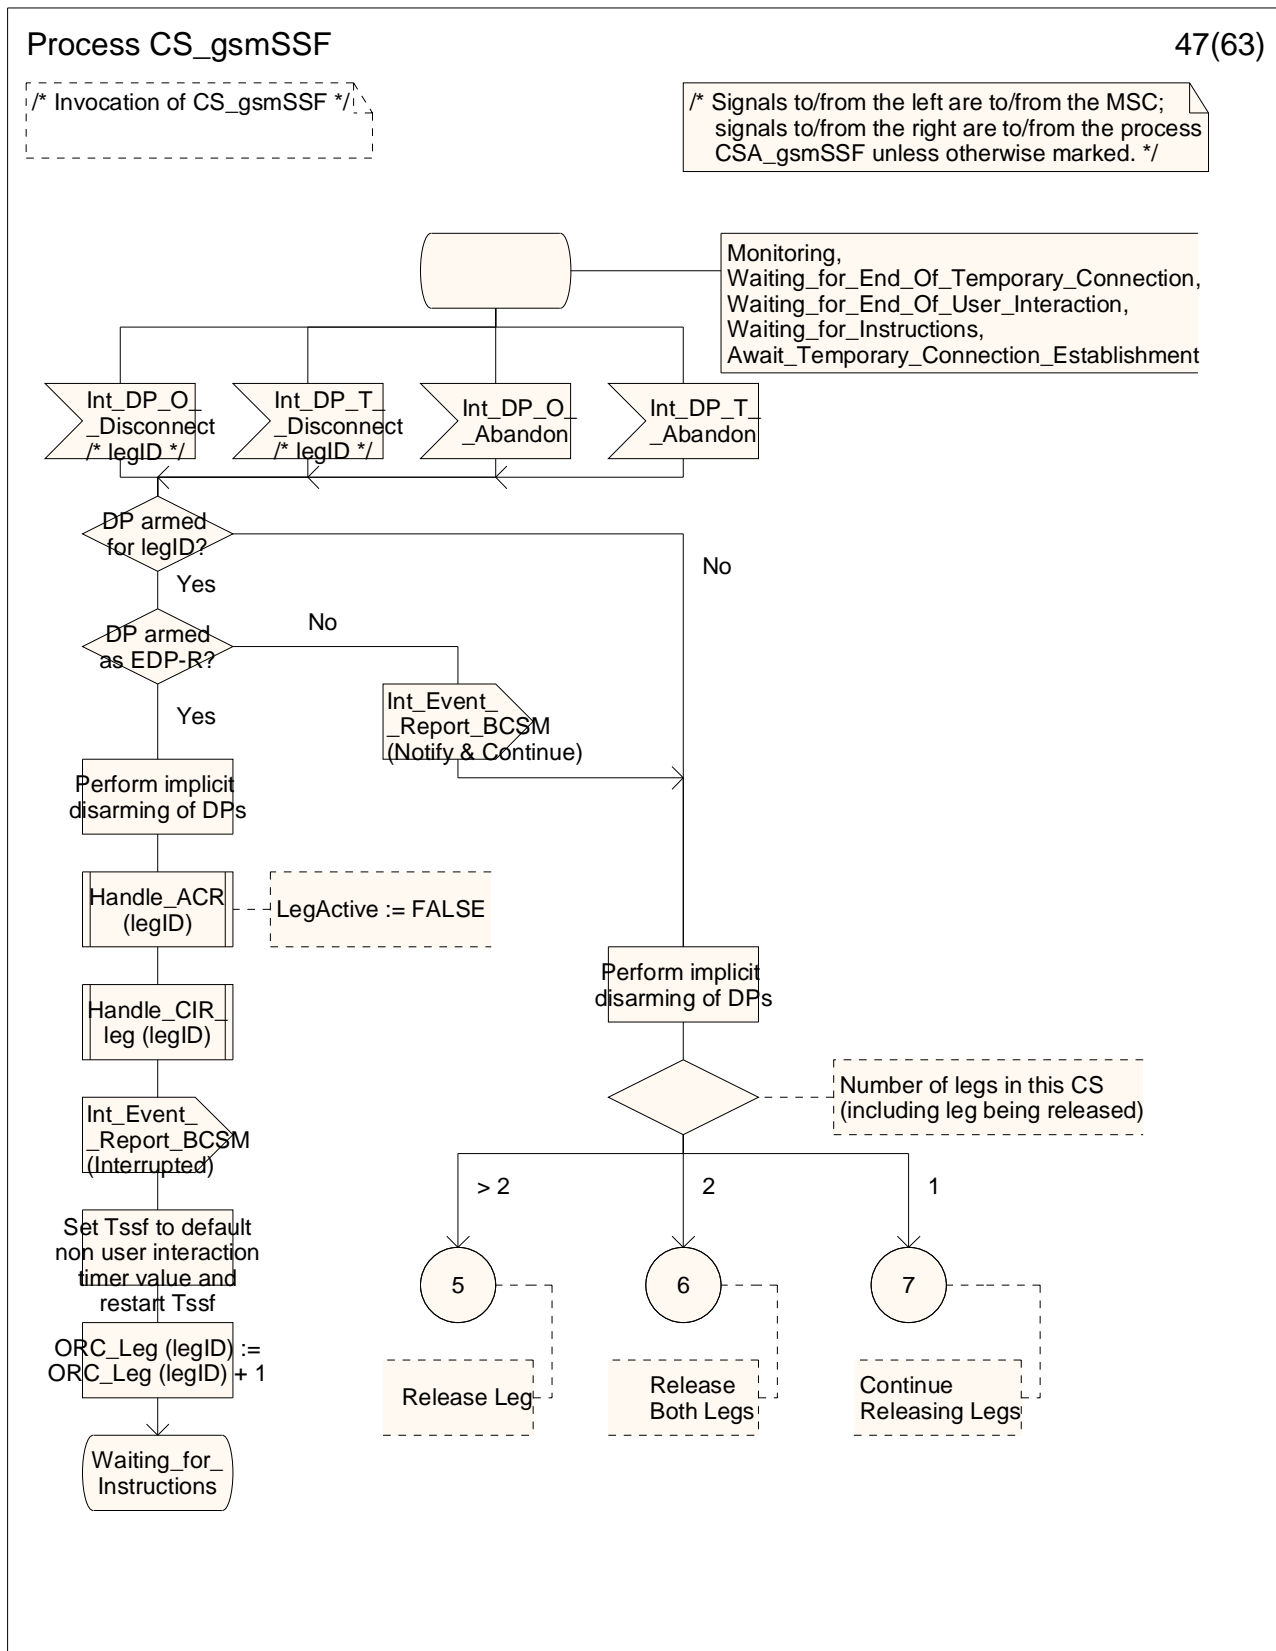 Process CS_gsmSSF
47(63)
/* Invocation of CS_gsmSSF */
/* Signals to/from the left are to/from the MSC;
signals to/from the right are to/from the process
CSA_gsmSSF unless otherwise marked. */
Monitoring,
Waiting_for_End_Of_Temporary_Connection,
Waiting_for_End_Of_User_Interaction,
Waiting_for_Instructions,
Await_Temporary_Connection_Establishment
Int_DP_O_
_Disconnect
/* legID */
Int_DP_T_
_Disconnect
/* legID */
Int_DP_O_
_Abandon
Int_DP_T_
_Abandon
DP armed
for legID?
No
Yes
DP armed
as EDP-R?
No
Yes
Int_Event_
_Report_BCSM
(Notify & Continue)
Perform implicit
disarming of DPs
Handle_ACR
(legID)
LegActive := FALSE
Perform implicit
disarming of DPs
Handle_CIR_
leg (legID)
Number of legs in this CS
(including leg being released)
Int_Event_
_Report_BCSM
(Interrupted)
> 2
2
1
Set Tssf to default
non user interaction
timer value and
restart Tssf
5
6
7
ORC_Leg (legID) :=
ORC_Leg (legID) + 1
Release Leg
Release
Both Legs
Continue
Releasing Legs
Waiting_for_
Instructions